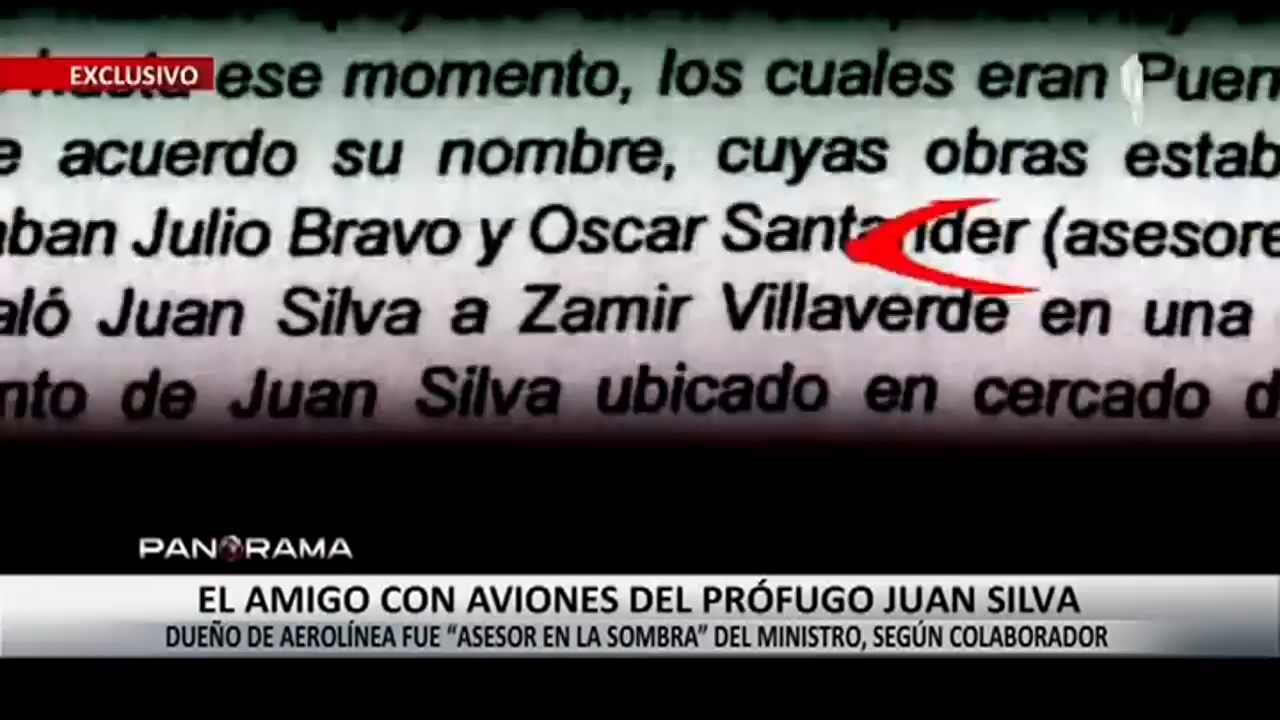 EXCLUSIVO
hasta ese momento, los cuales eran Puen
e acuerdo su nombre, cuyas obras estab
aban Julio Bravo y Oscar Santander (asesore
aló Juan Silva a Zamir Villaverde en una
nto de Juan Silva ubicado en cercado d
PANORAMA
EL AMIGO CON AVIONES DEL PRÓFUGO JUAN SILVA
DUEÑO DE AEROLÍNEA FUE “ASESOR EN LA SOMBRA” DEL MINISTRO, SEGÚN COLABORADOR